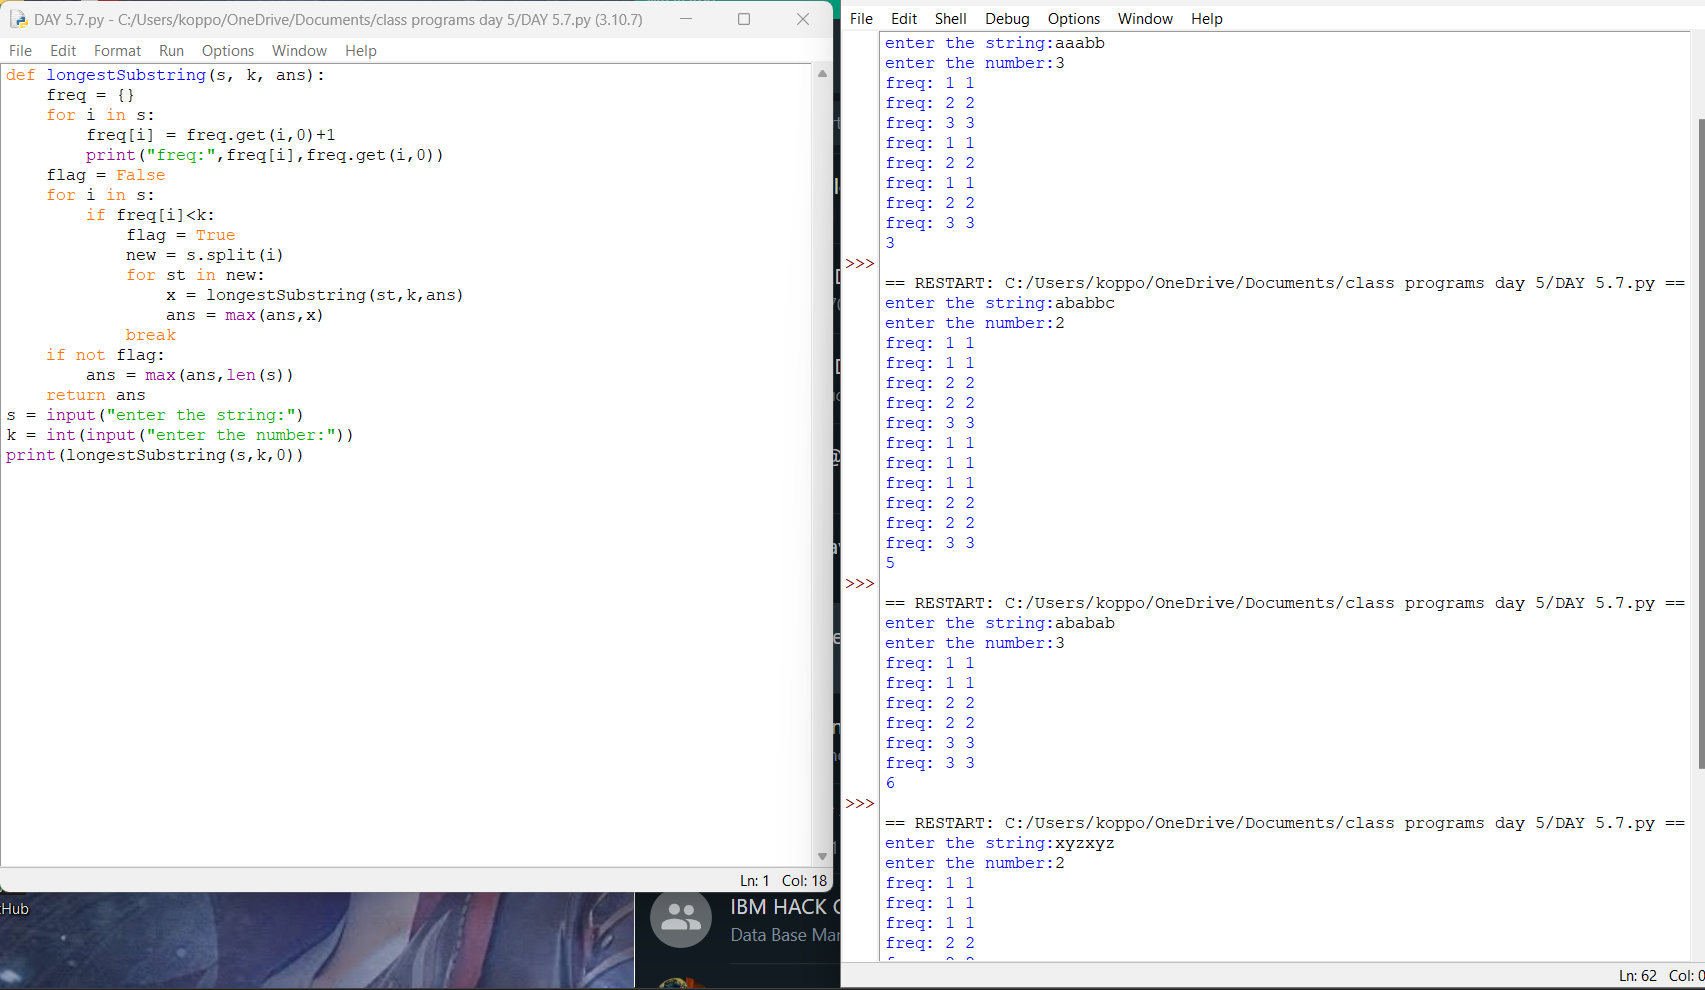 DAY 5.7.py - C:/Users/koppo/OneDrive/Documents/class programs day 5/DAY 5.7.py (3.10.7)
File Edit Format Run Options Window Help
def longestSubstring(s, k, ans):
    freq = {}
    for i in s:
        freq[i] = freq.get(i,0)+1
        print("freq:",freq[i],freq.get(i,0))
    flag = False
    for i in s:
        if freq[i]<k:
            flag = True
            new = s.split(i)
            for st in new:
                x = longestSubstring(st,k,ans)
                ans = max(ans,x)
            break
    if not flag:
        ans = max(ans,len(s))
    return ans
s = input("enter the string:")
k = int(input("enter the number:"))
print(longestSubstring(s,k,0))
Ln: 1 Col: 18
File Edit Shell Debug Options Window Help
enter the string:aaabb
enter the number:3
freq: 1 1
freq: 2 2
freq: 3 3
freq: 1 1
freq: 2 2
freq: 1 1
freq: 2 2
freq: 3 3
3
>>>
== RESTART: C:/Users/koppo/OneDrive/Documents/class programs day 5/DAY 5.7.py ==
enter the string:ababbc
enter the number:2
freq: 1 1
freq: 1 1
freq: 2 2
freq: 2 2
freq: 3 3
freq: 1 1
freq: 1 1
freq: 1 1
freq: 2 2
freq: 2 2
freq: 3 3
5
>>>
== RESTART: C:/Users/koppo/OneDrive/Documents/class programs day 5/DAY 5.7.py ==
enter the string:ababab
enter the number:3
freq: 1 1
freq: 1 1
freq: 2 2
freq: 2 2
freq: 3 3
freq: 3 3
6
>>>
== RESTART: C:/Users/koppo/OneDrive/Documents/class programs day 5/DAY 5.7.py ==
enter the string:xyzxyz
enter the number:2
freq: 1 1
freq: 1 1
freq: 1 1
freq: 2 2
Ln: 62 Col: 0
Hub
IBM HACK
Data Base Mar